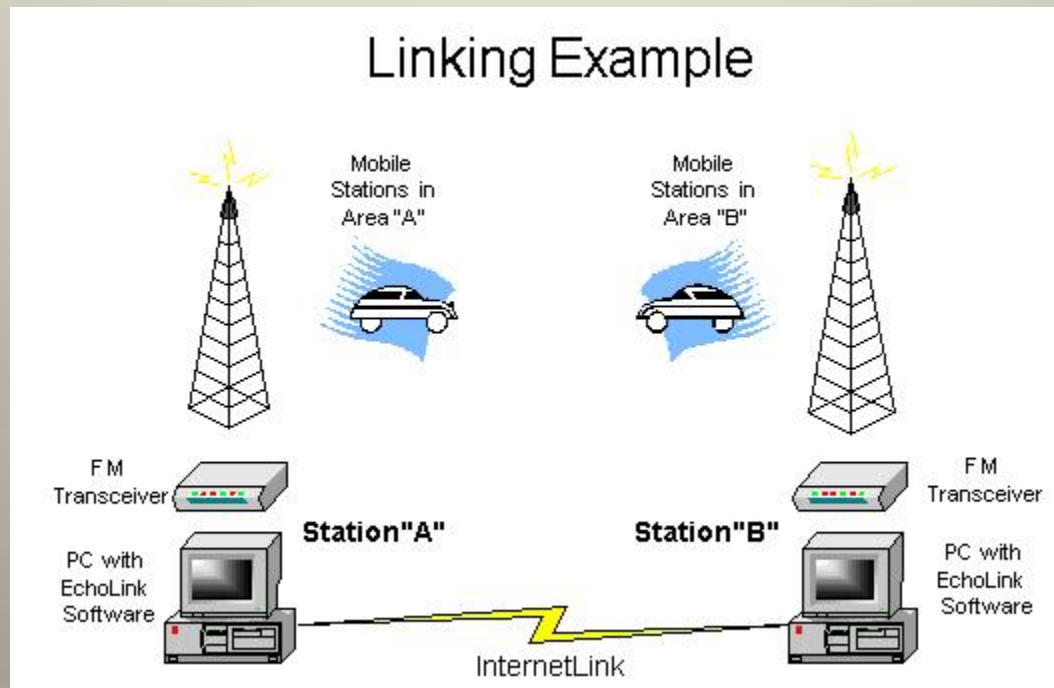 Linking Example
Mobile
Stations in
Area "A"
Mobile
Stations in
Area "B"
FM
Transceiver
FM
Transceiver
Station"A"
Station"B"
PC with
EchoLink
Software
PC with
EchoLink
Software
InternetLink